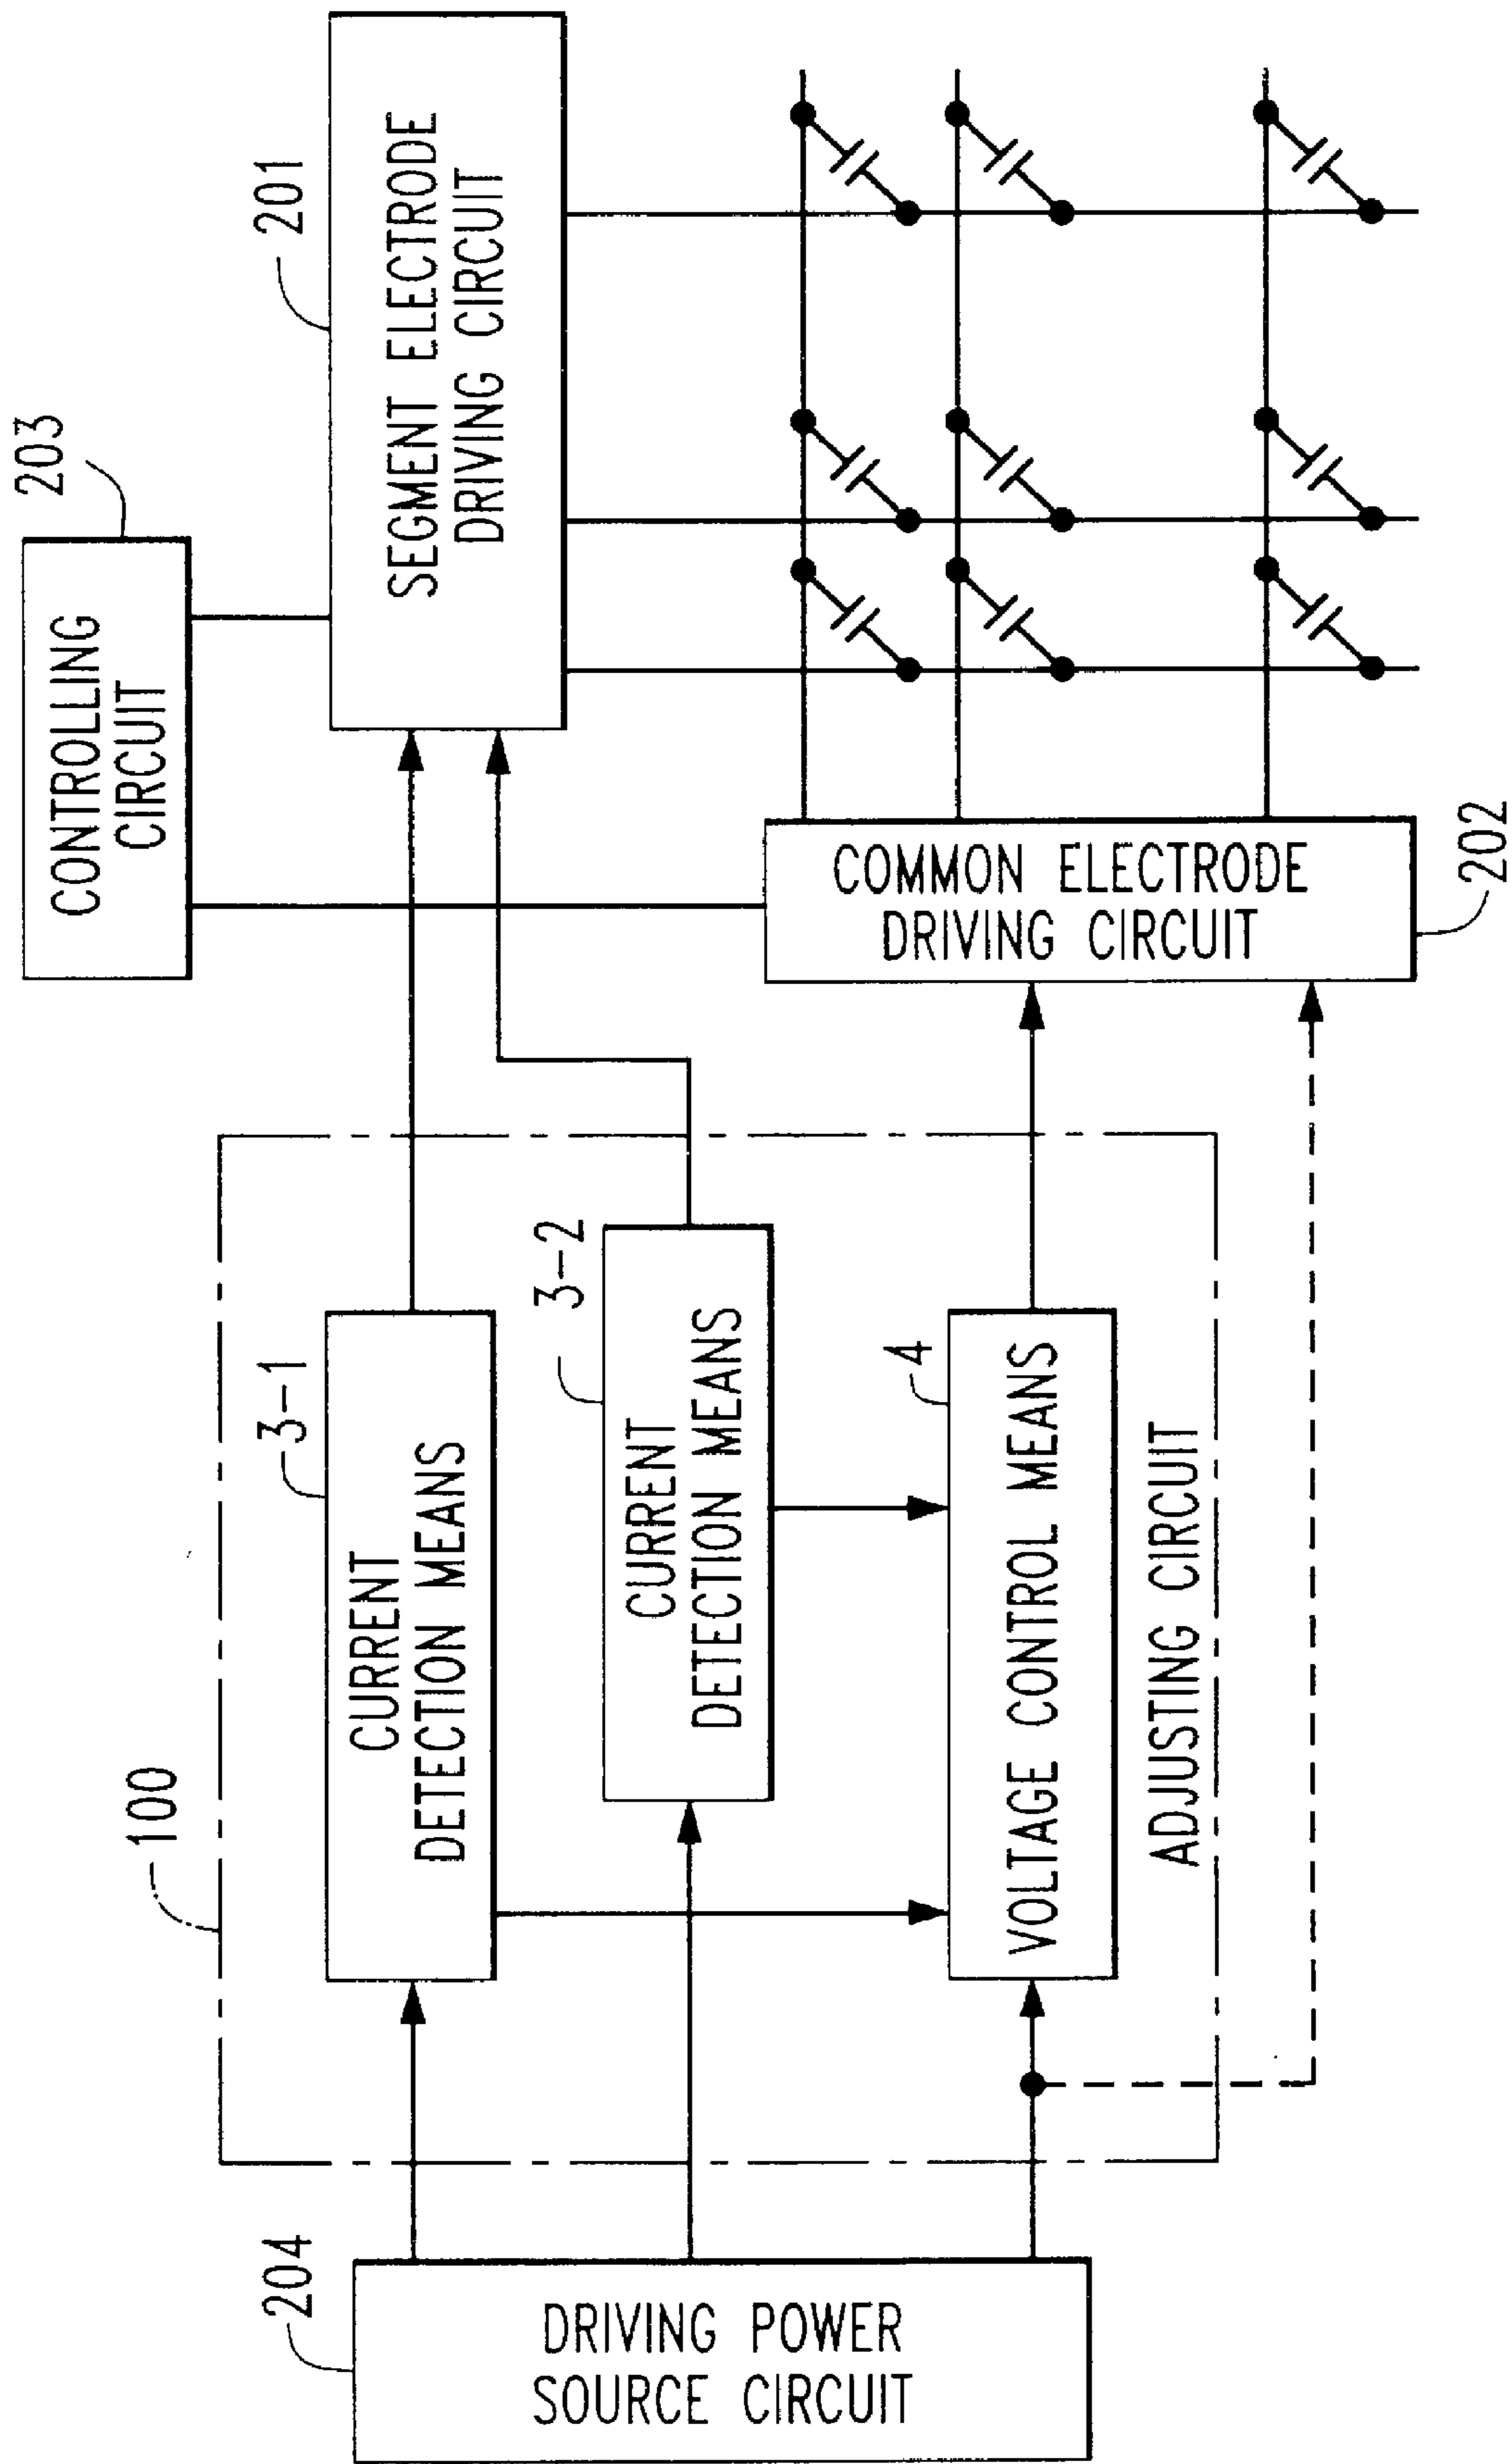 203
CONTROLLING
CIRCUIT
201
SEGMENT ELECTRODE
DRIVING CIRCUIT
COMMON ELECTRODE
DRIVING CIRCUIT
202
100
3-1
CURRENT
DETECTION MEANS
3-2
CURRENT
DETECTION MEANS
4
VOLTAGE CONTROL MEANS
ADJUSTING CIRCUIT
204
DRIVING POWER
SOURCE CIRCUIT